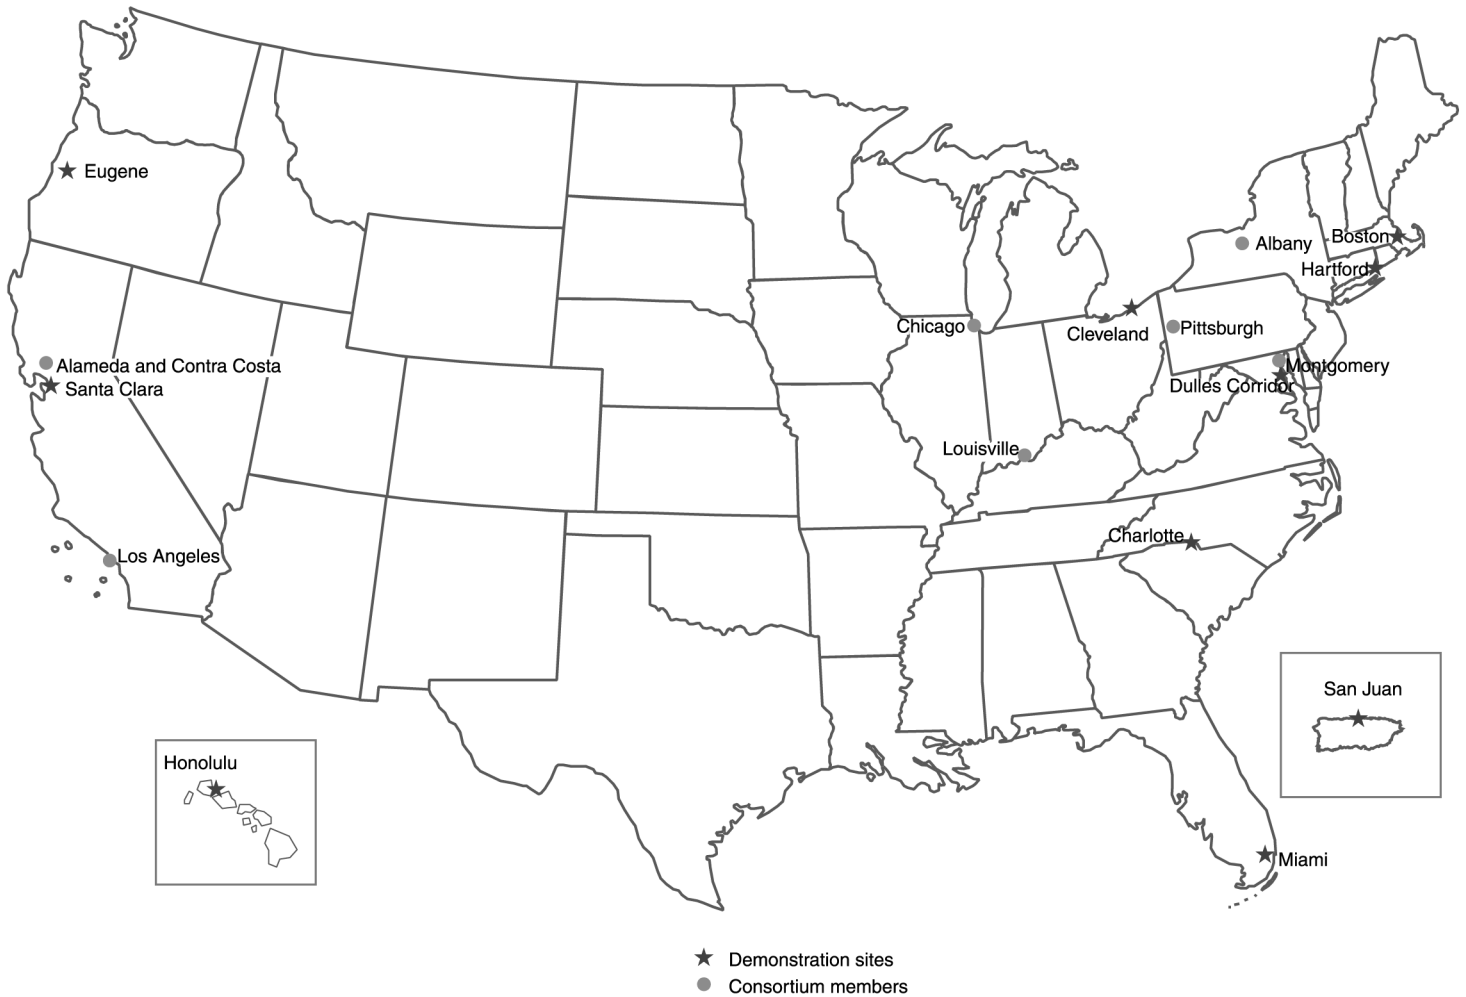 Eugene
Albany
Boston
Hartford
Chicago
Cleveland
Pittsburgh
Alameda and Contra Costa
Montgomery
Santa Clara
Dulles Corridor
Louisville
Charlotte
Los Angeles
San Juan
Honolulu
Miami
Demonstration sites
Consortium members